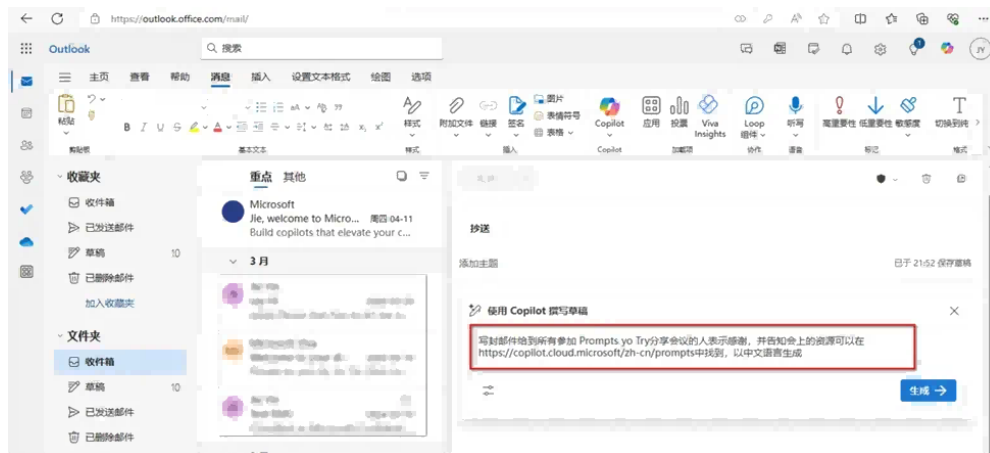 https://outlook.office.com/mail/
Outlook
搜索
1
JY
主页 查看 帮助 消息 插入 设置文本格式 绘图 选项
粘贴
B I U S
剪贴板
基本文本
样式
样式
附加文件 链接 签名
图片
表情符号
表格
插入
Copilot
Copilot
应用 投票 Viva Insights
加载项
Loop 组件
协作
听写
语音
高重要性 低重要性 敏感度
标记
切换到纯
格式
收藏夹
收件箱
已发送邮件
草稿 10
已删除邮件
加入收藏夹
文件夹
收件箱
草稿 10
已发送邮件
已删除邮件
重点 其他
Microsoft
Jie, welcome to Micro... 周四 04-11
Build copilots that elevate your c...
3 月
抄送
添加主题
已于 21:52 保存草稿
使用 Copilot 撰写草稿
写封邮件给到所有参加 Prompts yo Try分享会议的人表示感谢，并告知会上的资源可以在
https://copilot.cloud.microsoft/zh-cn/prompts中找到，以中文语言生成
生成